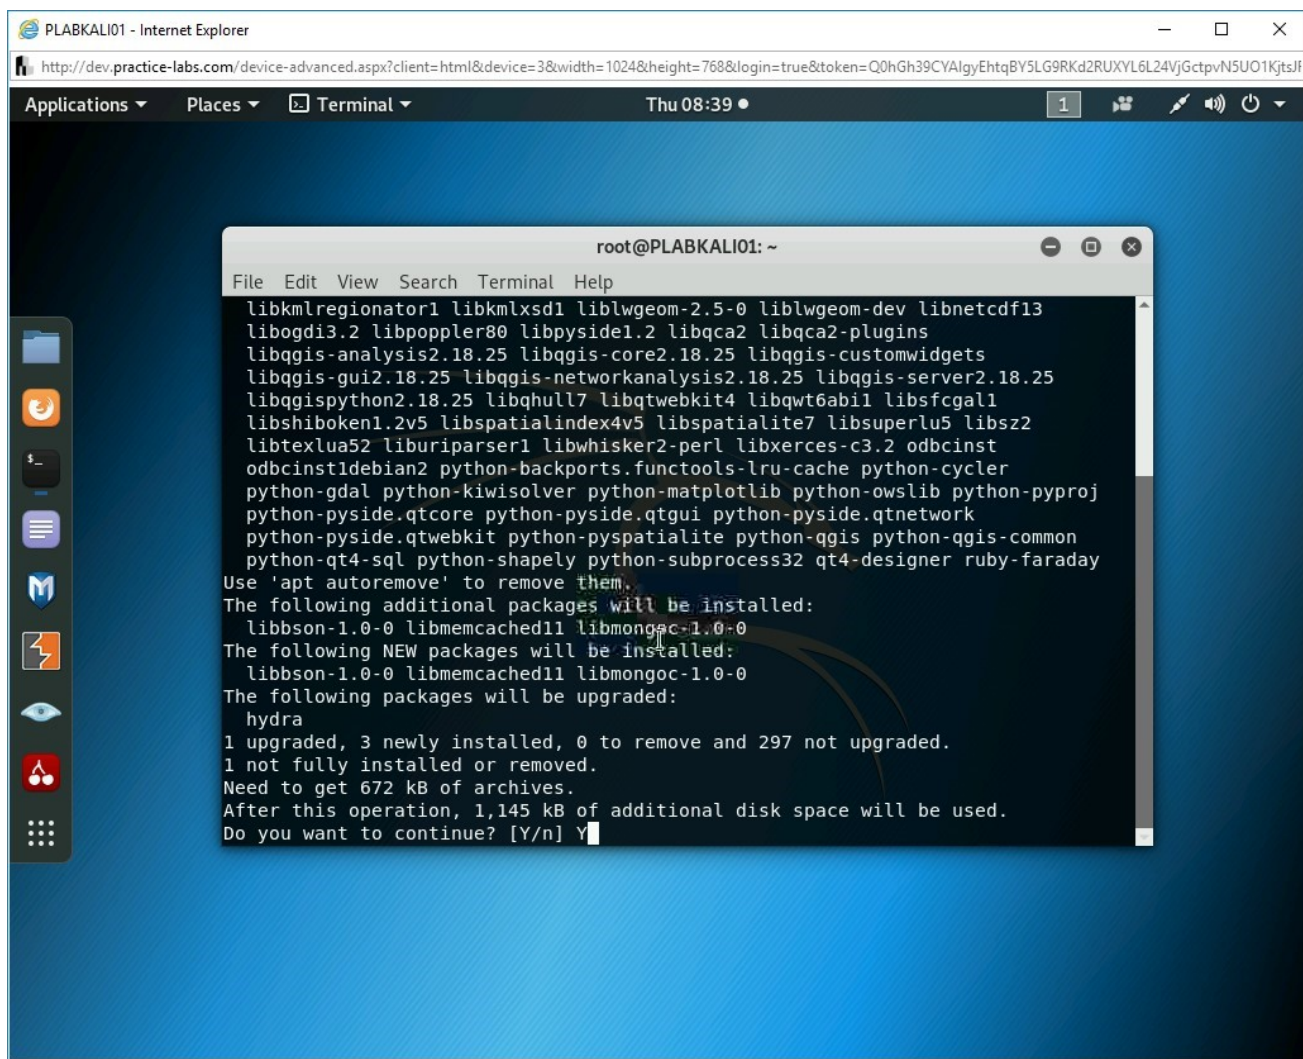 PLABKALI01 - Internet Explorer
http://dev.practice-labs.com/device-advanced.aspx?client=html&device=3&width=1024&height=768&login=true&token=Q0hGh39CYAIgyEhtqBY5LG9RKd2RUXYL6L24VjGctpvN5UO1KjtsJF
Applications Places Terminal Thu 08:39 1
root@PLABKALI01: ~
File Edit View Search Terminal Help
libkmlregionator1 libkmlxsd1 liblwgeom-2.5-0 liblwgeom-dev libnetcdf13
libogdi3.2 libpoppler80 libpyside1.2 libqca2 libqca2-plugins
libqgis-analysis2.18.25 libqgis-core2.18.25 libqgis-customwidgets
libqgis-gui2.18.25 libqgis-networkanalysis2.18.25 libqgis-server2.18.25
libqgispython2.18.25 libqhull7 libqtwebkit4 libqwt6abi1 libsfcgal1
libshiboken1.2v5 libspatialindex4v5 libspatialite7 libsuperlu5 libsz2
libtexlua52 liburiparser1 libwhisker2-perl libxerces-c3.2 odbcinst
odbcinst1debian2 python-backports.functools-lru-cache python-cycler
python-gdal python-kiwisolver python-matplotlib python-owslib python-pyproj
python-pyside.qtcore python-pyside.qtgui python-pyside.qtnetwork
python-pyside.qtwebkit python-pyspatialite python-qgis python-qgis-common
python-qt4-sql python-shapely python-subprocess32 qt4-designer ruby-faraday
Use 'apt autoremove' to remove them.
The following additional packages will be installed:
libbson-1.0-0 libmemcached11 libmongoc-1.0-0
The following NEW packages will be installed:
libbson-1.0-0 libmemcached11 libmongoc-1.0-0
The following packages will be upgraded:
hydra
1 upgraded, 3 newly installed, 0 to remove and 297 not upgraded.
1 not fully installed or removed.
Need to get 672 kB of archives.
After this operation, 1,145 kB of additional disk space will be used.
Do you want to continue? [Y/n] Y